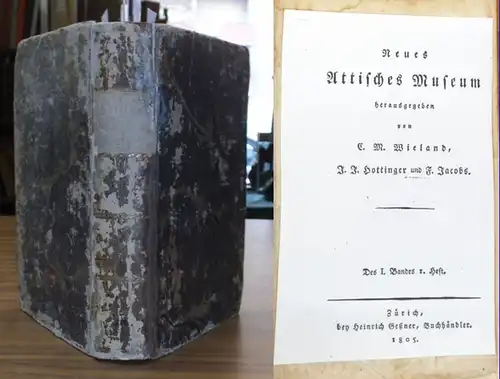 Neues
Attisches Museum
herausgegeben
von
C. M. Wieland,
J. J. Hottinger und F. Jacobs.
Des I. Bandes 1. Heft.
Zürich,
bey Heinrich Geßner, Buchhändler.
1805.